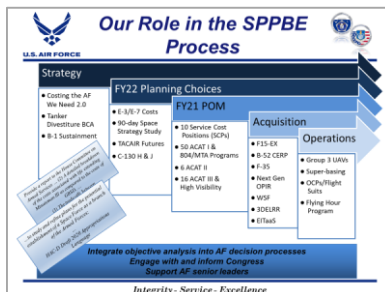 Our Role in the SPPBE
Process
U.S. AIR FORCE
Strategy
• Costing the AF
We Need 2.0
• Tanker
Divestiture BCA
• B-1 Sustainment
FY22 Planning Choices
• E-3/E-7 Costs
• 90-day Space
Strategy Study
• TACAIR Futures
• C-130 H & J
FY21 POM
• 10 Service Cost
Positions (SCPs)
• 50 ACAT I &
804/MTA Programs
• 6 ACAT II
• 16 ACAT III &
High Visibility
Acquisition
• F15-EX
• B-52 CERP
• F-35
• Next Gen
OPIR
• WSF
• 3DELRR
• EITaaS
Operations
• Group 3 UAVs
• Super-basing
• OCPs/Flight
Suits
• Flying Hour
Program
Integrate objective analysis into AF decision processes
Engage with and inform Congress
Support AF senior leaders
Integrity - Service - Excellence